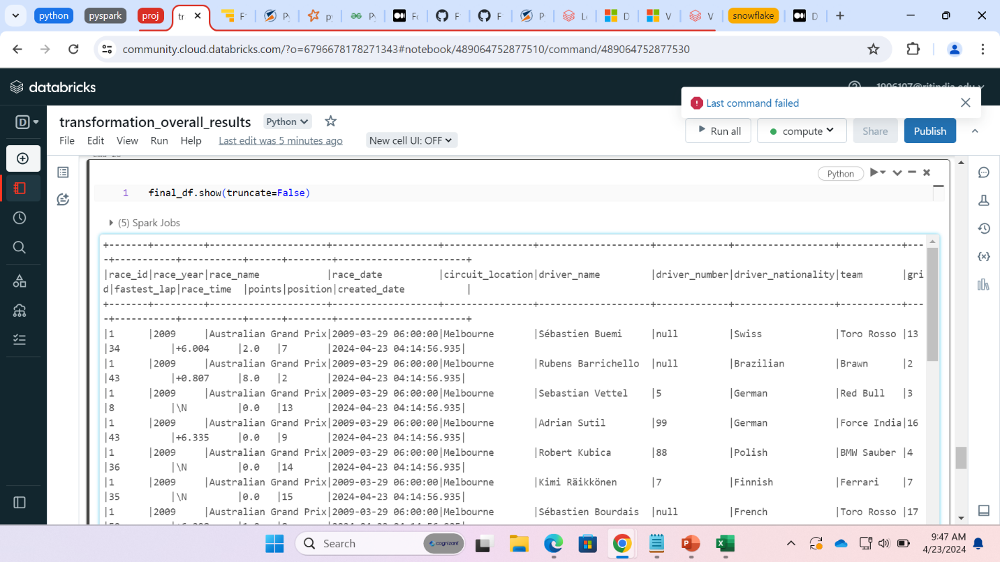 python
pyspark
proj
tr
snowflake
community.cloud.databricks.com/?o=6796678178271343#notebook/489064752877510/command/489064752877530
databricks
Last command failed
transformation_overall_results
Python
File Edit View Run Help Last edit was 5 minutes ago New cell UI: OFF
Run all
compute
Share
Publish
D
Python
1 final_df.show(truncate=False)
(5) Spark Jobs
+-------+---------+---------------------+-------------------+----------------+---------------------+-------------+------------------+-----------+---
-+-----------+-----------+------+--------+-----------------------+
|race_id|race_year|race_name |race_date |circuit_location|driver_name |driver_number|driver_nationality|team |gri
d|fastest_lap|race_time |points|position|created_date |
+-------+---------+---------------------+-------------------+----------------+---------------------+-------------+------------------+-----------+---
-+-----------+-----------+------+--------+-----------------------+
|1 |2009 |Australian Grand Prix|2009-03-29 06:00:00|Melbourne |Sébastien Buemi |null |Swiss |Toro Rosso |13
|34 |+6.004 |2.0 |7 |2024-04-23 04:14:56.935|
|1 |2009 |Australian Grand Prix|2009-03-29 06:00:00|Melbourne |Rubens Barrichello |null |Brazilian |Brawn |2
|43 |+0.807 |8.0 |2 |2024-04-23 04:14:56.935|
|1 |2009 |Australian Grand Prix|2009-03-29 06:00:00|Melbourne |Sebastian Vettel |5 |German |Red Bull |3
|8 |\N |0.0 |13 |2024-04-23 04:14:56.935|
|1 |2009 |Australian Grand Prix|2009-03-29 06:00:00|Melbourne |Adrian Sutil |99 |German |Force India|16
|43 |+6.335 |0.0 |9 |2024-04-23 04:14:56.935|
|1 |2009 |Australian Grand Prix|2009-03-29 06:00:00|Melbourne |Robert Kubica |88 |Polish |BMW Sauber |4
|36 |\N |0.0 |14 |2024-04-23 04:14:56.935|
|1 |2009 |Australian Grand Prix|2009-03-29 06:00:00|Melbourne |Kimi Räikkönen |7 |Finnish |Ferrari |7
|35 |\N |0.0 |15 |2024-04-23 04:14:56.935|
|1 |2009 |Australian Grand Prix|2009-03-29 06:00:00|Melbourne |Sébastien Bourdais |null |French |Toro Rosso |17
Search
cognizant
9:47 AM
4/23/2024